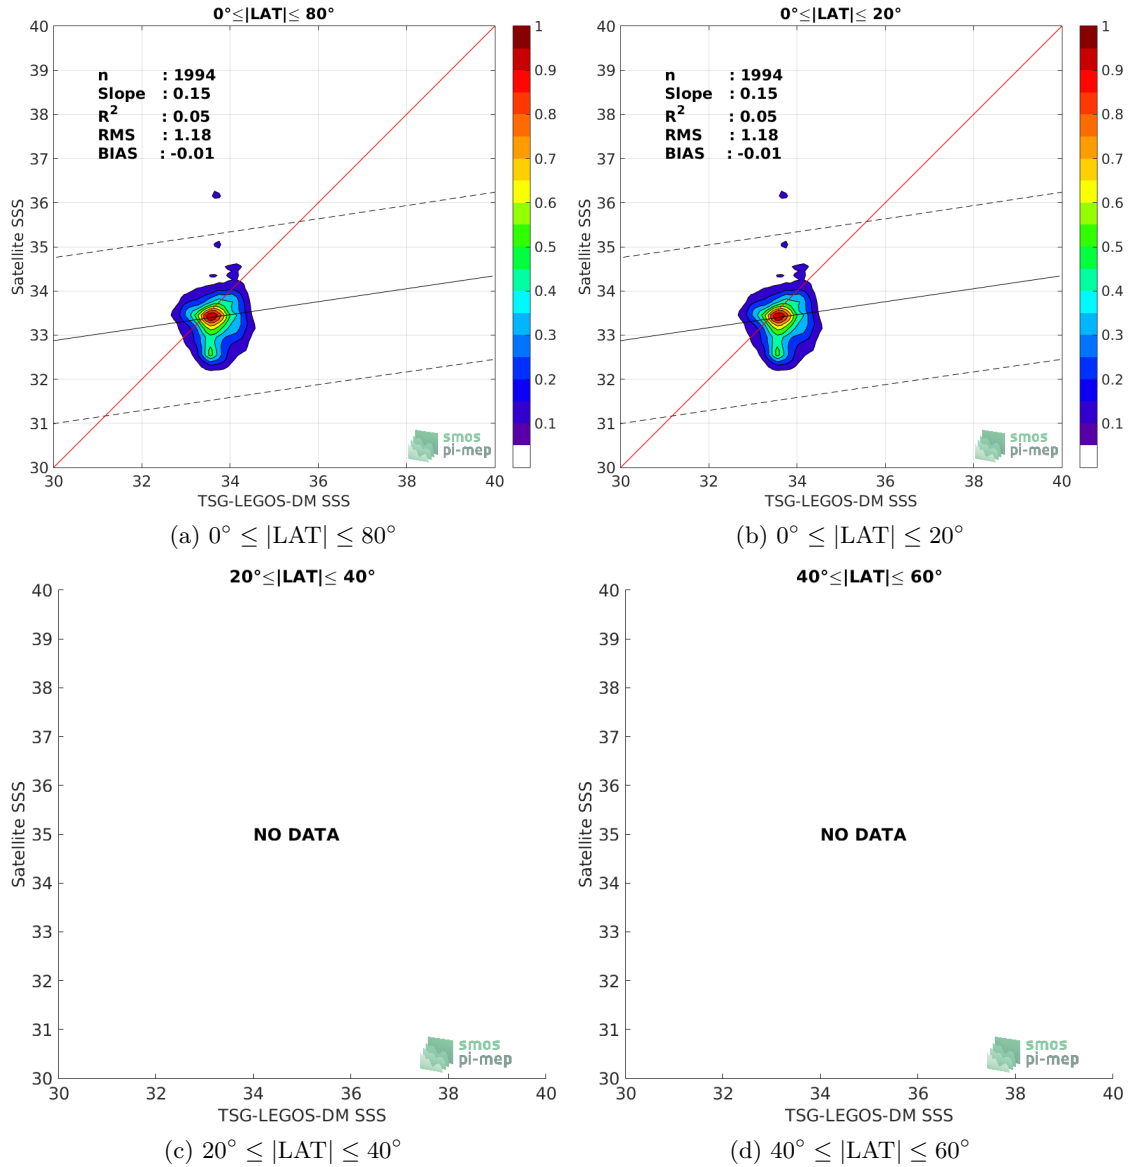 0°≤|LAT|≤ 80°
40
39
38
37
36
35
34
33
32
31
30
Satellite SSS
n : 1994
Slope : 0.15
R² : 0.05
RMS : 1.18
BIAS : -0.01
smos
pi-mep
30 32 34 36 38 40
TSG-LEGOS-DM SSS
1
0.9
0.8
0.7
0.6
0.5
0.4
0.3
0.2
0.1
(a) 0° ≤ |LAT| ≤ 80°
0°≤|LAT|≤ 20°
40
39
38
37
36
35
34
33
32
31
30
Satellite SSS
n : 1994
Slope : 0.15
R² : 0.05
RMS : 1.18
BIAS : -0.01
smos
pi-mep
30 32 34 36 38 40
TSG-LEGOS-DM SSS
1
0.9
0.8
0.7
0.6
0.5
0.4
0.3
0.2
0.1
(b) 0° ≤ |LAT| ≤ 20°
20°≤|LAT|≤ 40°
40
39
38
37
36
35
34
33
32
31
30
Satellite SSS
NO DATA
smos
pi-mep
30 32 34 36 38 40
TSG-LEGOS-DM SSS
(c) 20° ≤ |LAT| ≤ 40°
40°≤|LAT|≤ 60°
40
39
38
37
36
35
34
33
32
31
30
Satellite SSS
NO DATA
smos
pi-mep
30 32 34 36 38 40
TSG-LEGOS-DM SSS
(d) 40° ≤ |LAT| ≤ 60°